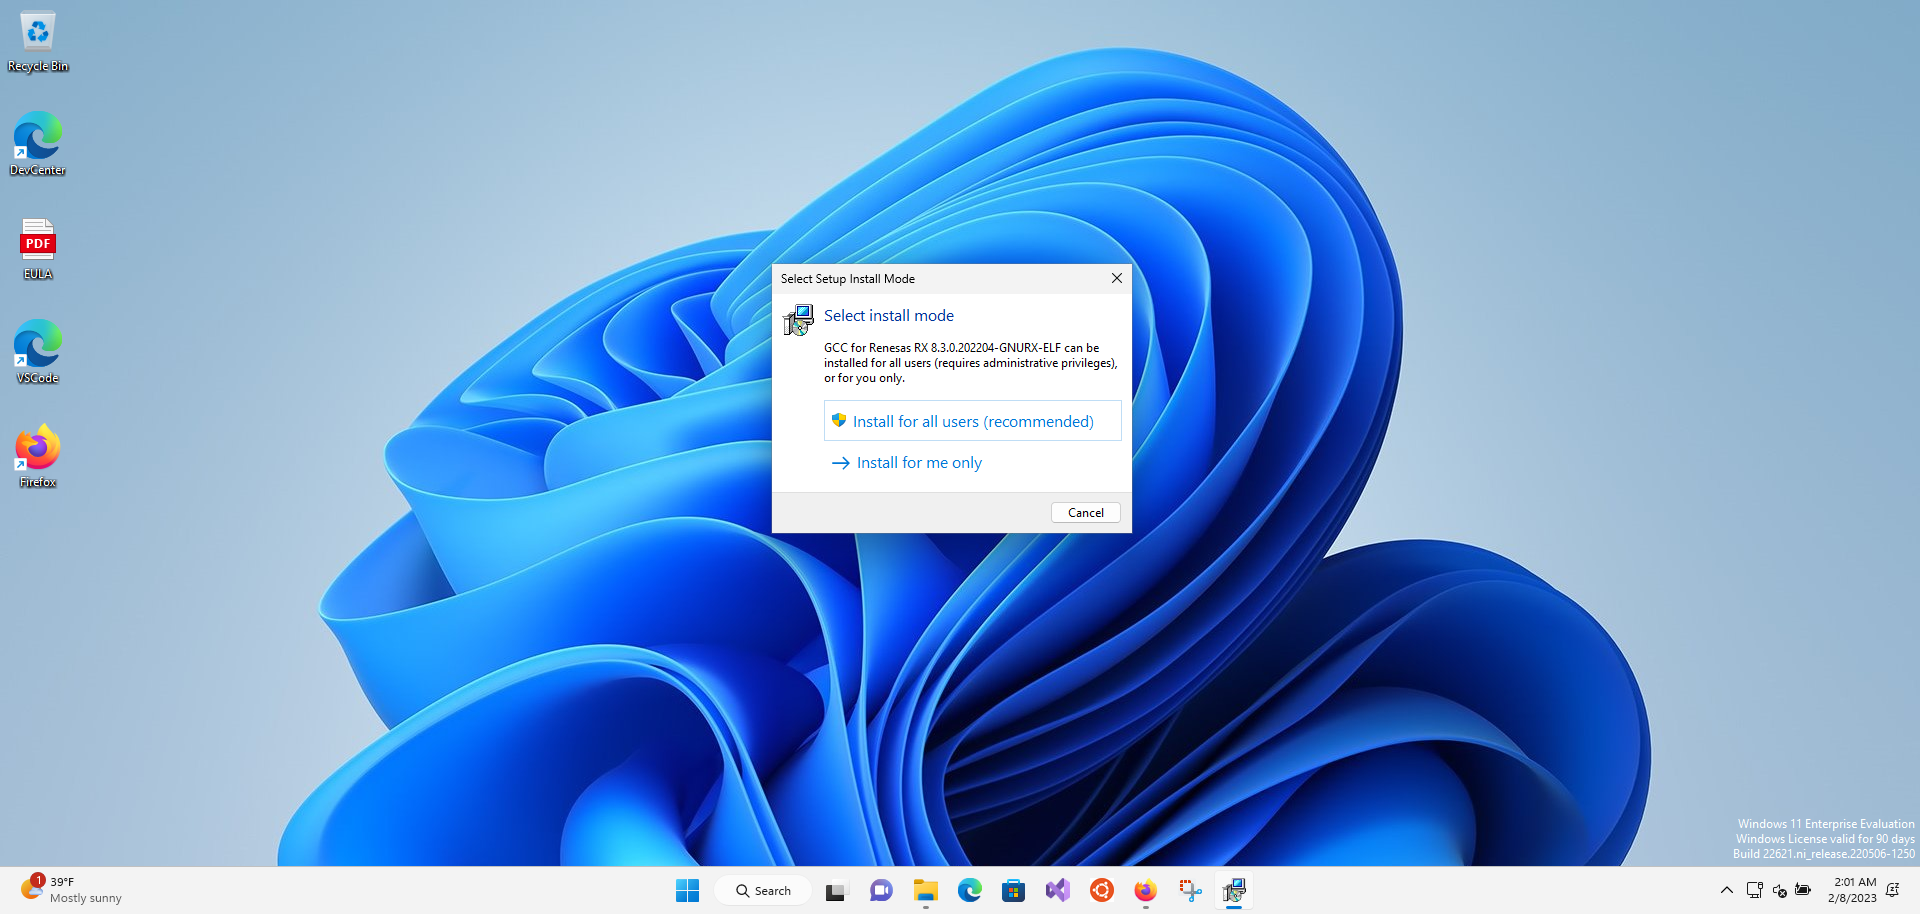 Recycle Bin
DevCenter
PDF
EULA
VSCode
Firefox
Select Setup Install Mode
Select install mode
GCC for Renesas RX 8.3.0.202204-GNURX-ELF can be
installed for all users (requires administrative privileges),
or for you only.
Install for all users (recommended)
Install for me only
Cancel
Windows 11 Enterprise Evaluation
Windows License valid for 90 days
Build 22621.ni_release.220506-1250
1
39°F
Mostly sunny
Search
2:01 AM
2/8/2023